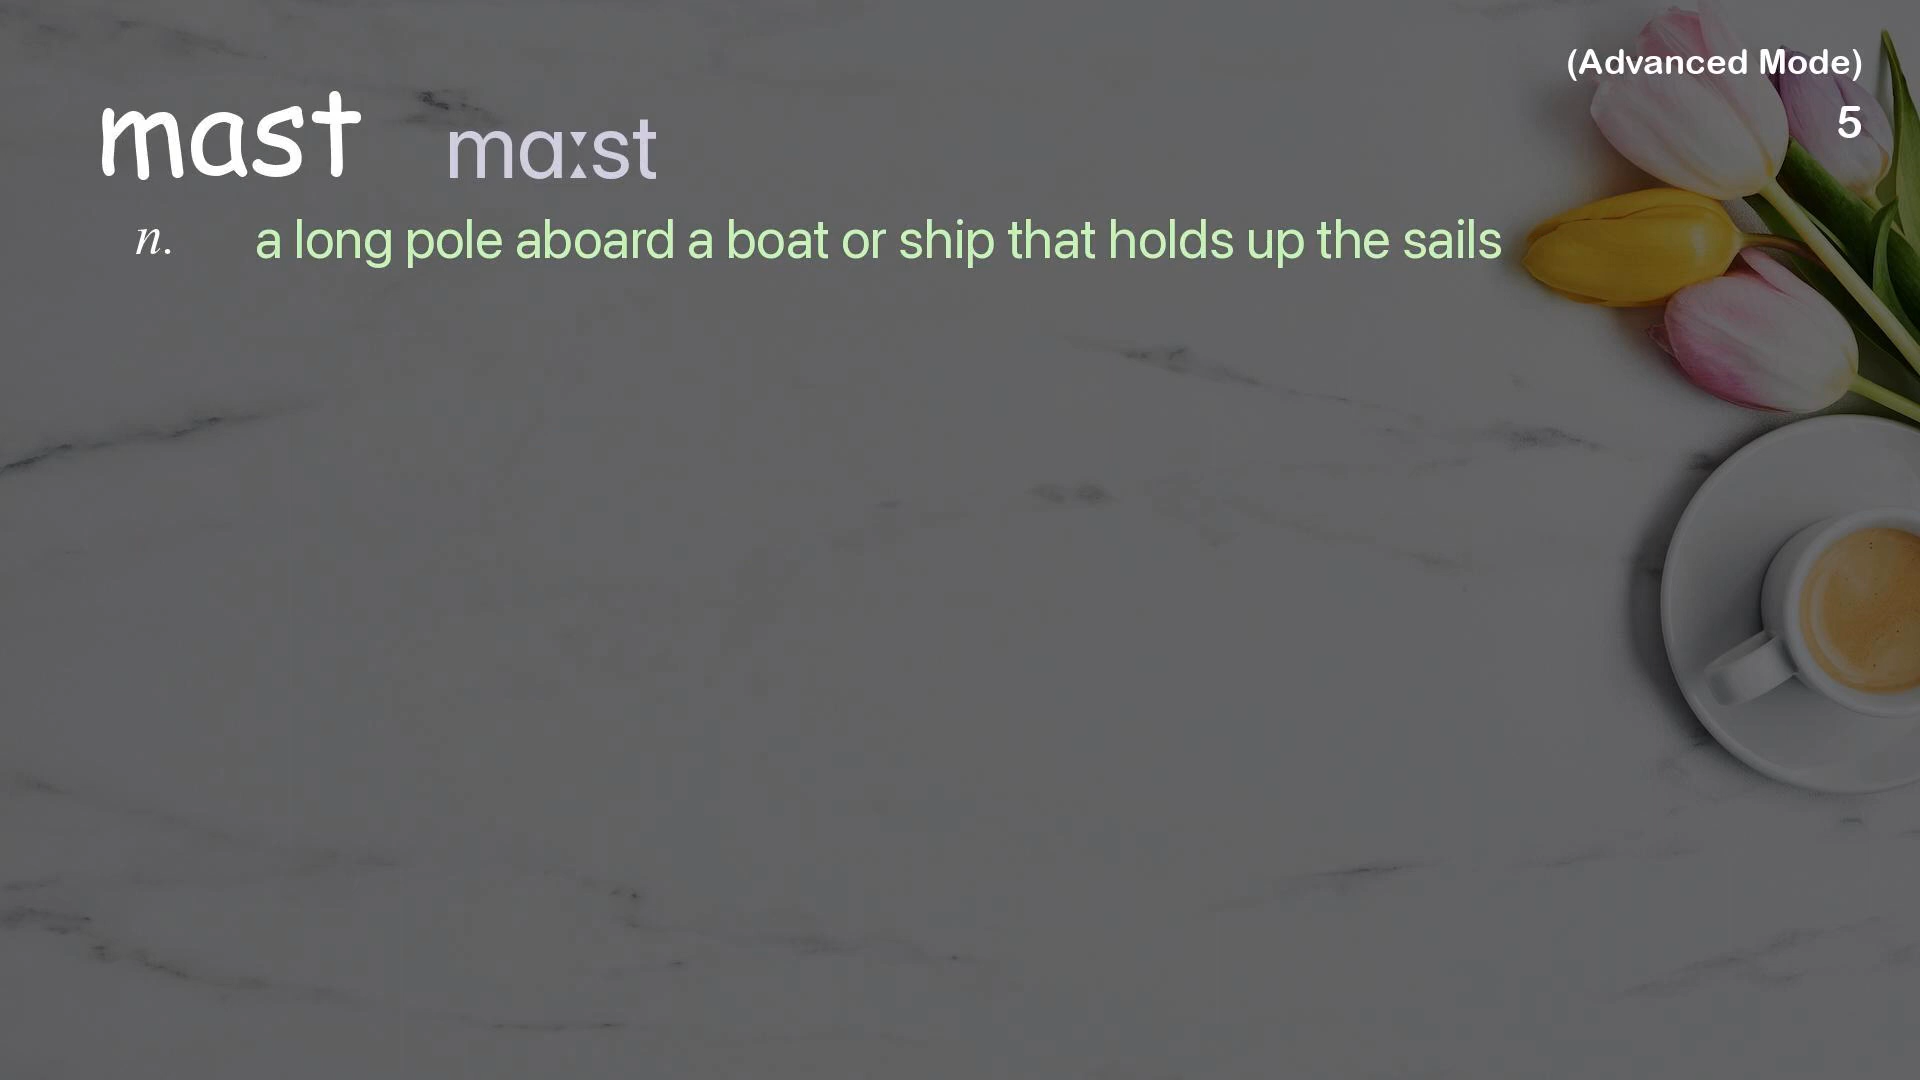 (Advanced Mode)
mast mɑːst
5
n. a long pole aboard a boat or ship that holds up the sails